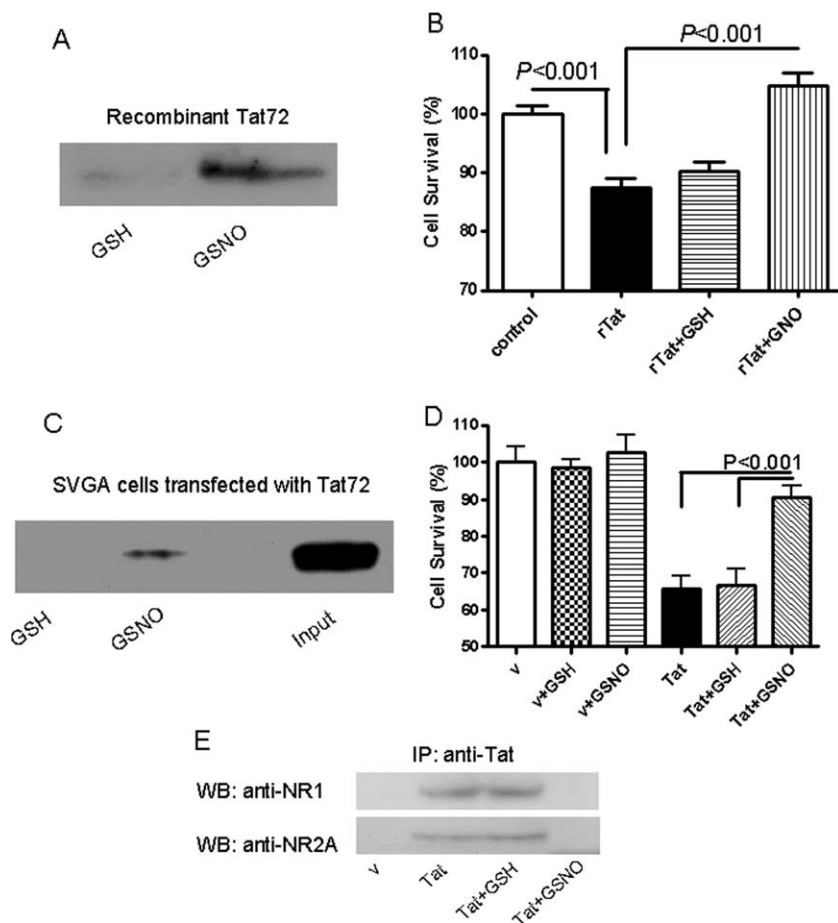 A
Recombinant Tat72
GSH
GSNO
B
P<0.001
P<0.001
Cell Survival (%)
110
100
90
80
70
control
rTat
rTat+GSH
rTat+GNO
C
SVGA cells transfected with Tat72
GSH
GSNO
Input
D
P<0.001
Cell Survival (%)
110
100
90
80
70
60
50
v
v+GSH
v+GSNO
Tat
Tat+GSH
Tat+GSNO
E
IP: anti-Tat
WB: anti-NR1
WB: anti-NR2A
v
Tat
Tat+GSH
Tat+GSNO